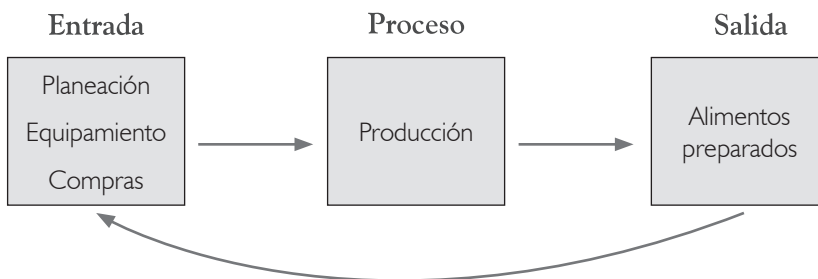 Entrada
Planeación
Equipamiento
Compras
Proceso
Producción
Salida
Alimentos
preparados